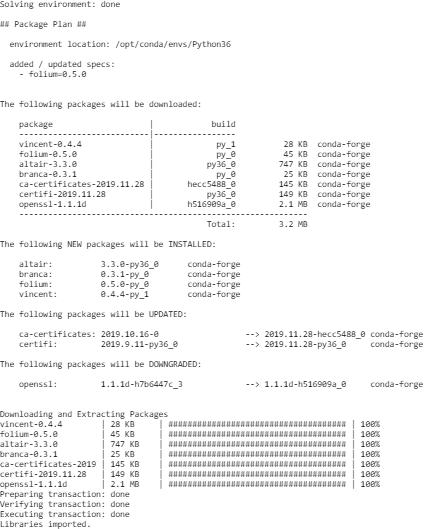 Solving environment: done
## Package Plan ##
environment location: /opt/conda/envs/Python36
added / updated specs:
- folium=0.5.0
The following packages will be downloaded:
package | build
---------------------------|-----------------
vincent-0.4.4 | py_1 28 KB conda-forge
folium-0.5.0 | py_0 45 KB conda-forge
altair-3.3.0 | py36_0 747 KB conda-forge
branca-0.3.1 | py_0 25 KB conda-forge
ca-certificates-2019.11.28 | hecc5488_0 145 KB conda-forge
certifi-2019.11.28 | py36_0 149 KB conda-forge
openssl-1.1.1d | h516909a_0 2.1 MB conda-forge
------------------------------------------------------------
Total: 3.2 MB
The following NEW packages will be INSTALLED:
altair: 3.3.0-py36_0 conda-forge
branca: 0.3.1-py_0 conda-forge
folium: 0.5.0-py_0 conda-forge
vincent: 0.4.4-py_1 conda-forge
The following packages will be UPDATED:
ca-certificates: 2019.10.16-0 --> 2019.11.28-hecc5488_0 conda-forge
certifi: 2019.9.11-py36_0 --> 2019.11.28-py36_0 conda-forge
The following packages will be DOWNGRADED:
openssl: 1.1.1d-h7b6447c_3 --> 1.1.1d-h516909a_0 conda-forge
Downloading and Extracting Packages
vincent-0.4.4 | 28 KB | ##################################### | 100%
folium-0.5.0 | 45 KB | ##################################### | 100%
altair-3.3.0 | 747 KB | ##################################### | 100%
branca-0.3.1 | 25 KB | ##################################### | 100%
ca-certificates-2019 | 145 KB | ##################################### | 100%
certifi-2019.11.28 | 149 KB | ##################################### | 100%
openssl-1.1.1d | 2.1 MB | ##################################### | 100%
Preparing transaction: done
Verifying transaction: done
Executing transaction: done
Libraries imported.